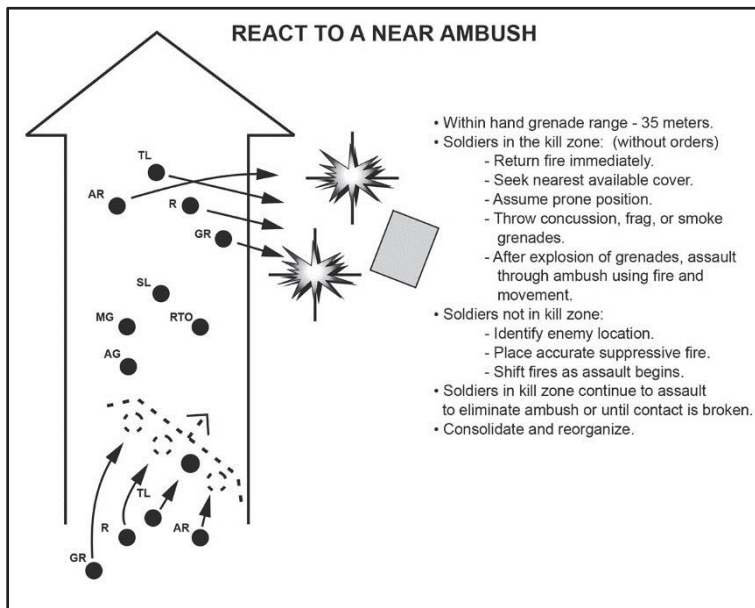 REACT TO A NEAR AMBUSH
• Within hand grenade range - 35 meters.
• Soldiers in the kill zone: (without orders)
- Return fire immediately.
- Seek nearest available cover.
- Assume prone position.
- Throw concussion, frag, or smoke
grenades.
- After explosion of grenades, assault
through ambush using fire and
movement.
• Soldiers not in kill zone:
- Identify enemy location.
- Place accurate suppressive fire.
- Shift fires as assault begins.
• Soldiers in kill zone continue to assault
to eliminate ambush or until contact is broken.
• Consolidate and reorganize.
TL
AR
R
GR
SL
MG
RTO
AG
TL
R
AR
GR